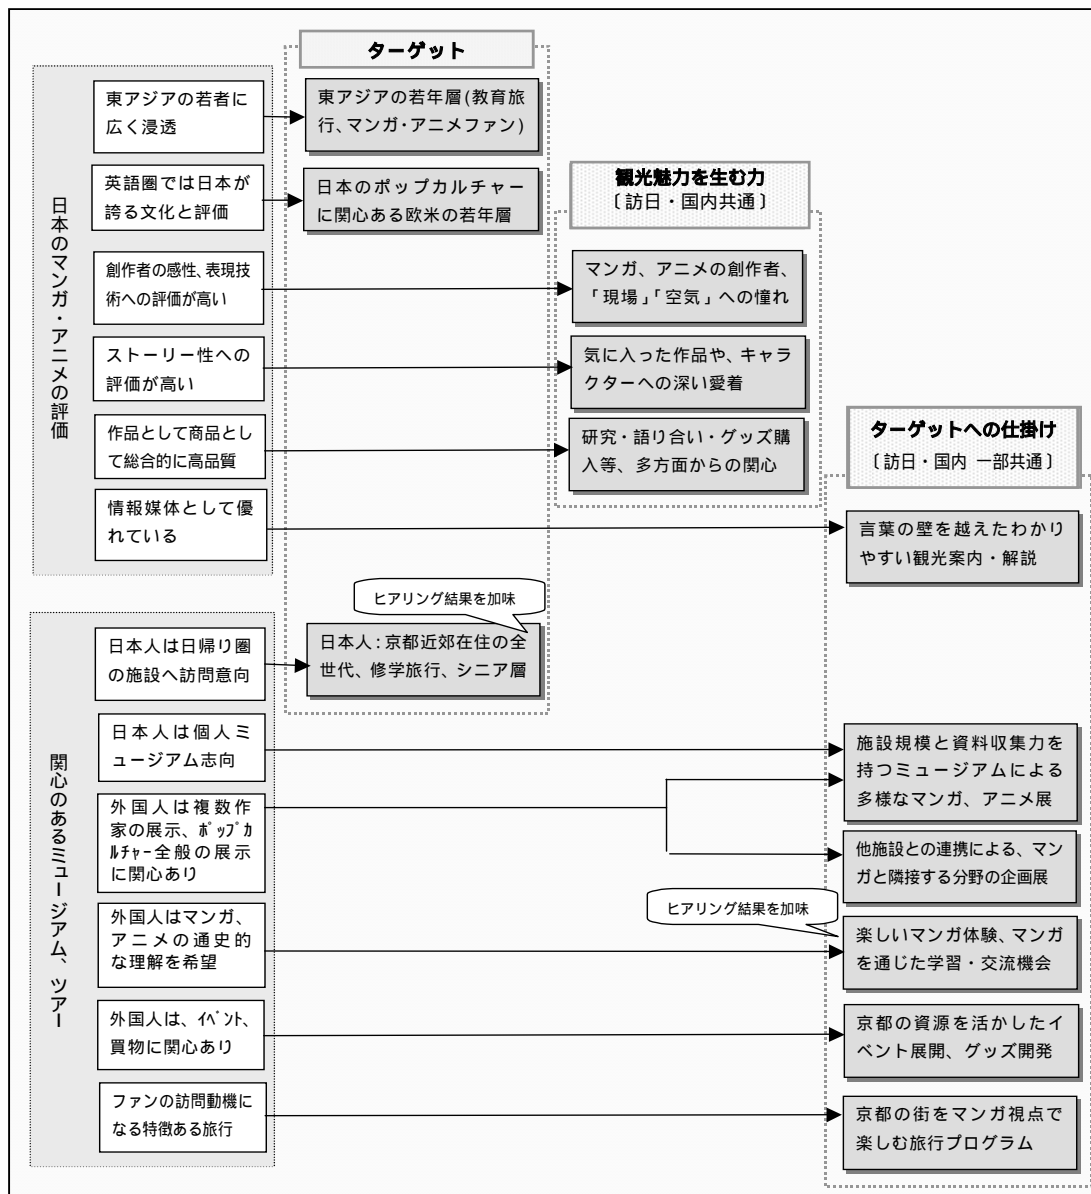 ターゲット
東アジアの若者に
広く浸透
東アジアの若年層(教育旅
行、マンガ・アニメファン)
英語圏では日本が
誇る文化と評価
日本のポップカルチャー
に関心ある欧米の若年層
観光魅力を生む力
〔訪日・国内共通〕
日本のマンガ・アニメの評価
創作者の感性、表現技
術への評価が高い
マンガ、アニメの創作者、
「現場」「空気」への憧れ
ストーリー性への
評価が高い
気に入った作品や、キャラ
クターへの深い愛着
作品として商品とし
て総合的に高品質
研究・語り合い・グッズ購
入等、多方面からの関心
ターゲットへの仕掛け
〔訪日・国内 一部共通〕
情報媒体として優
れている
言葉の壁を越えたわかり
やすい観光案内・解説
ヒアリング結果を加味
日本人は日帰り圏
の施設へ訪問意向
日本人：京都近郊在住の全
世代、修学旅行、シニア層
関心のあるミュージアム、ツアー
日本人は個人ミ
ュージアム志向
施設規模と資料収集力を
持つミュージアムによる
多様なマンガ、アニメ展
外国人は複数作
家の展示、ﾎﾟｯﾌﾟｶ
ﾙﾁｬｰ全般の展示
に関心あり
他施設との連携による、マン
ガと隣接する分野の企画展
ヒアリング結果を加味
外国人はマンガ、
アニメの通史的
な理解を希望
楽しいマンガ体験、マンガ
を通じた学習・交流機会
外国人は、ｲﾍﾞﾝﾄ、
買物に関心あり
京都の資源を活かしたイ
ベント展開、グッズ開発
ファンの訪問動機に
なる特徴ある旅行
京都の街をマンガ視点で
楽しむ旅行プログラム